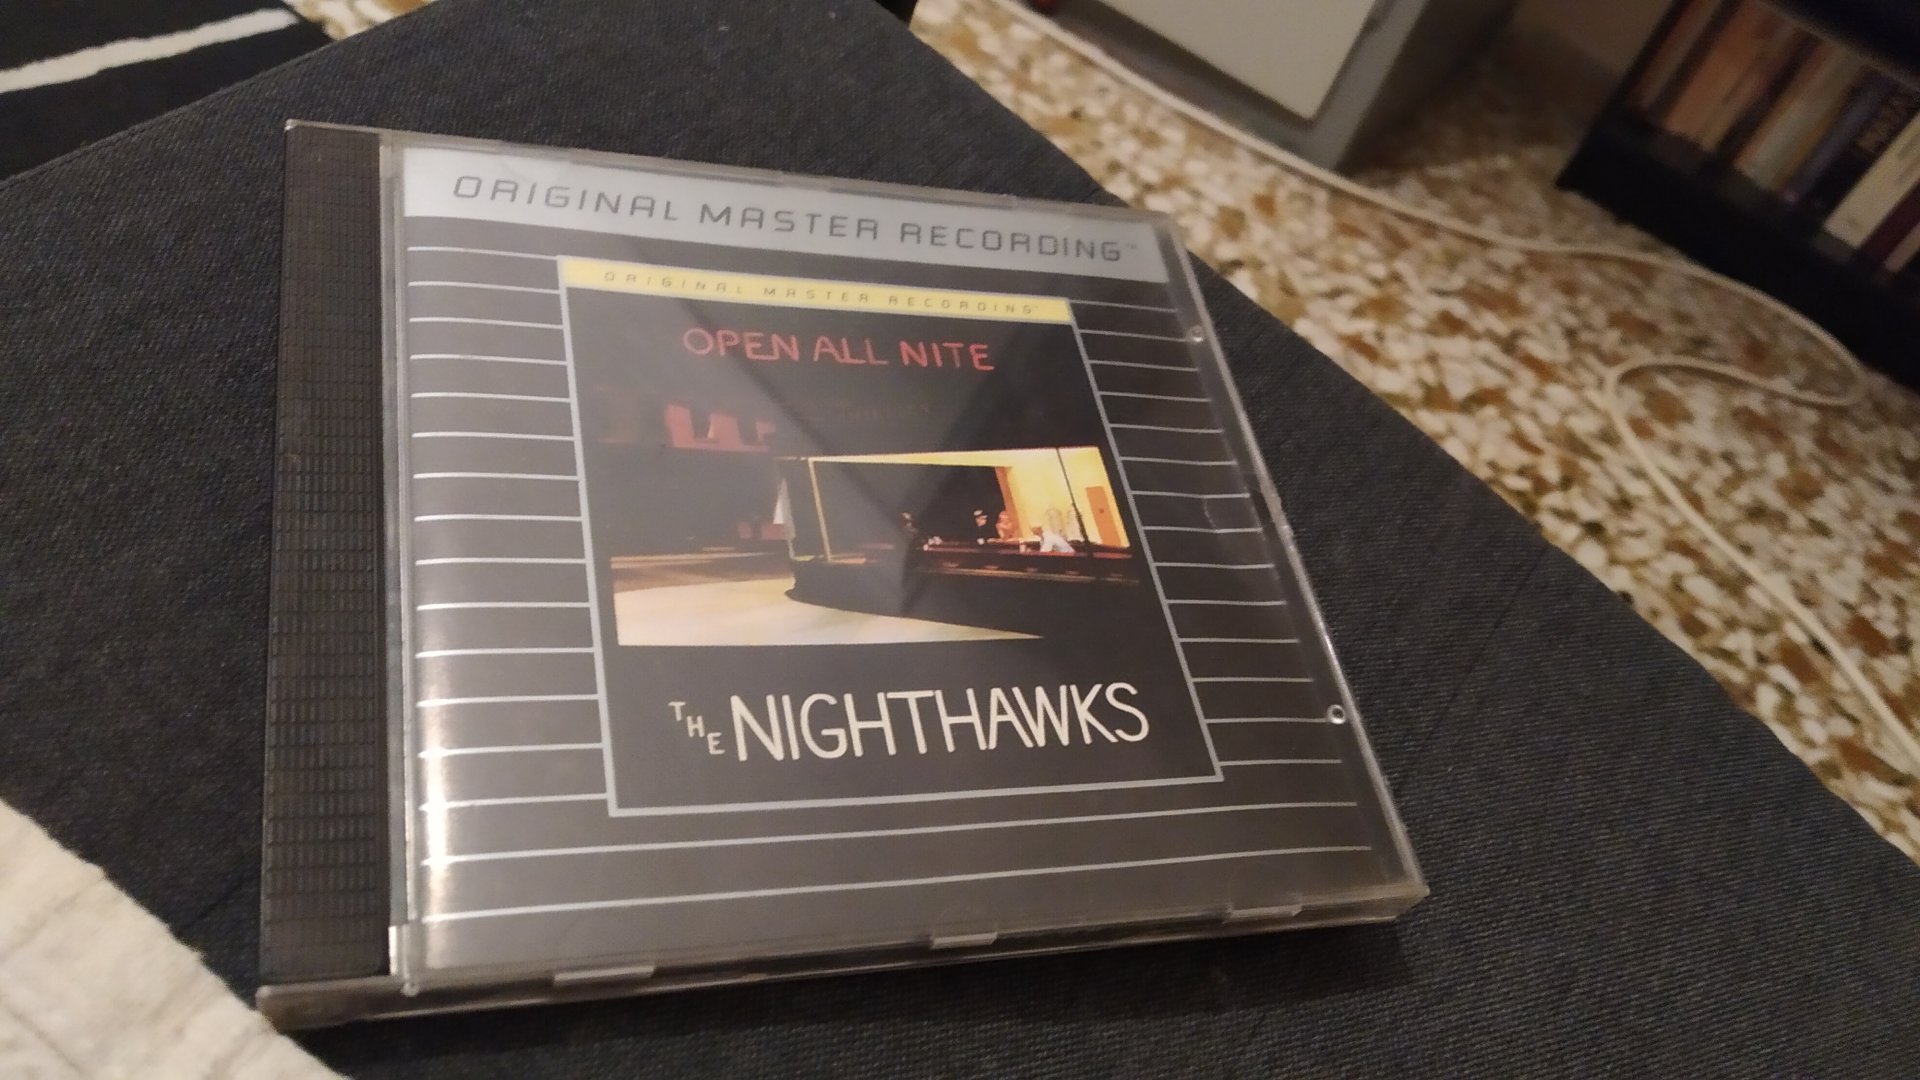 ORIGINAL MASTER RECORDING™
ORIGINAL MASTER RECORDING™
OPEN ALL NITE
THE NIGHTHAWKS